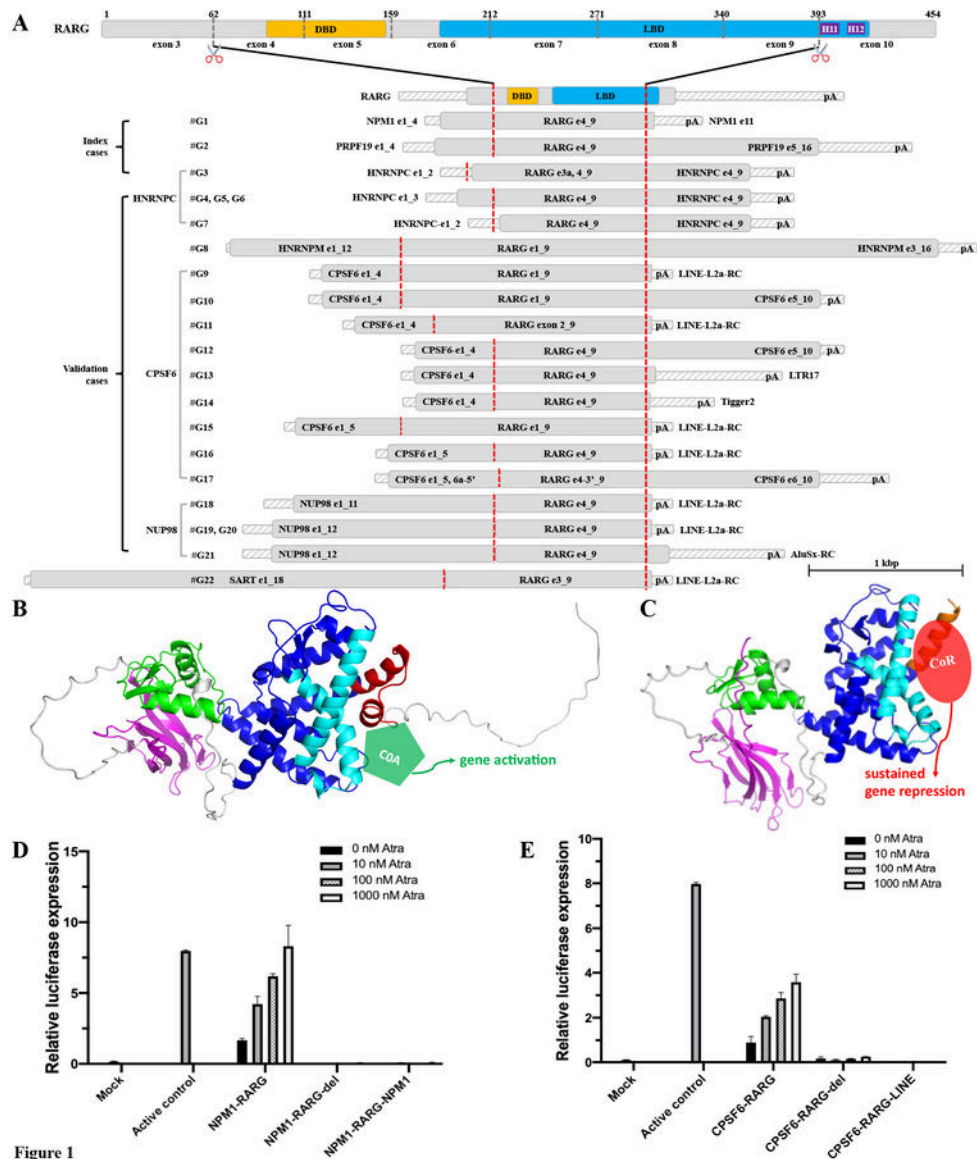 A
1 62 111 159 212 271 340 393 454
RARG DBD LBD H11 H12
exon 3 exon 4 exon 5 exon 6 exon 7 exon 8 exon 9 exon 10
RARG DBD LBD pA
Index cases
#G1 NPM1 e1_4 RARG e4_9 pA NPM1 e11
#G2 PRPF19 e1_4 RARG e4_9 PRPF19 e5_16 pA
HNRNPC
#G3 HNRNPC e1_2 RARG e3a, 4_9 HNRNPC e4_9 pA
#G4, G5, G6 HNRNPC e1_3 RARG e4_9 HNRNPC e4_9 pA
#G7 HNRNPC-e1_2 RARG e4_9 HNRNPC e4_9 pA
Validation cases
#G8 HNRNPM e1_12 RARG e1_9 HNRNPM e3_16 pA
CPSF6
#G9 CPSF6 e1_4 RARG e1_9 pA LINE-L2a-RC
#G10 CPSF6 e1_4 RARG e1_9 CPSF6 e5_10 pA
#G11 CPSF6-e1_4 RARG exon 2_9 pA LINE-L2a-RC
#G12 CPSF6-e1_4 RARG e4_9 CPSF6 e5_10 pA
#G13 CPSF6 e1_4 RARG e4_9 pA LTR17
#G14 CPSF6 e1_4 RARG e4_9 pA Tigger2
#G15 CPSF6 e1_5 RARG e1_9 pA LINE-L2a-RC
#G16 CPSF6 e1_5 RARG e4_9 pA LINE-L2a-RC
#G17 CPSF6 e1_5, 6a-5' RARG e4-3'_9 CPSF6 e6_10 pA
NUP98
#G18 NUP98 e1_11 RARG e4_9 pA LINE-L2a-RC
#G19, G20 NUP98 e1_12 RARG e4_9 pA LINE-L2a-RC
#G21 NUP98 e1_12 RARG e4_9 pA AluSx-RC
#G22 SART e1_18 RARG e3_9 pA LINE-L2a-RC
1 kbp
B
COA
gene activation
C
CoR
sustained
gene repression
D
Relative luciferase expression
15
10
5
0
0 nM Atra
10 nM Atra
100 nM Atra
1000 nM Atra
Mock
Active control
NPM1-RARG
NPM1-RARG-del
NPM1-RARG-NPM1
E
Relative luciferase expression
10
8
6
4
2
0
0 nM Atra
10 nM Atra
100 nM Atra
1000 nM Atra
Mock
Active control
CPSF6-RARG
CPSF6-RARG-del
CPSF6-RARG-LINE
Figure 1